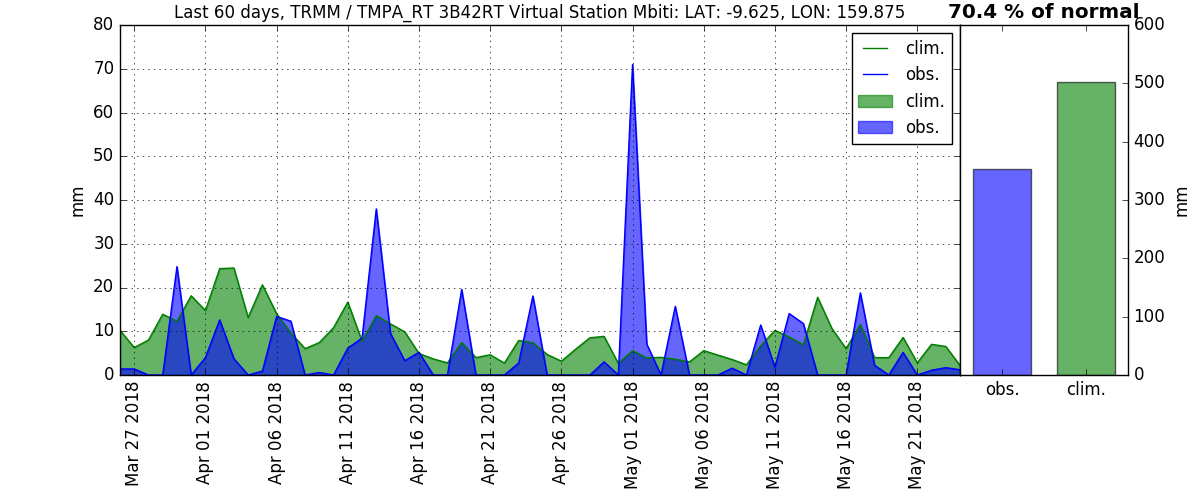 Last 60 days, TRMM / TMPA_RT 3B42RT Virtual Station Mbiti: LAT: -9.625, LON: 159.875
70.4 % of normal
80
70
60
50
40
30
20
10
0
mm
clim.
obs.
clim.
obs.
Mar 27 2018
Apr 01 2018
Apr 06 2018
Apr 11 2018
Apr 16 2018
Apr 21 2018
Apr 26 2018
May 01 2018
May 06 2018
May 11 2018
May 16 2018
May 21 2018
600
500
400
300
200
100
0
mm
obs.
clim.